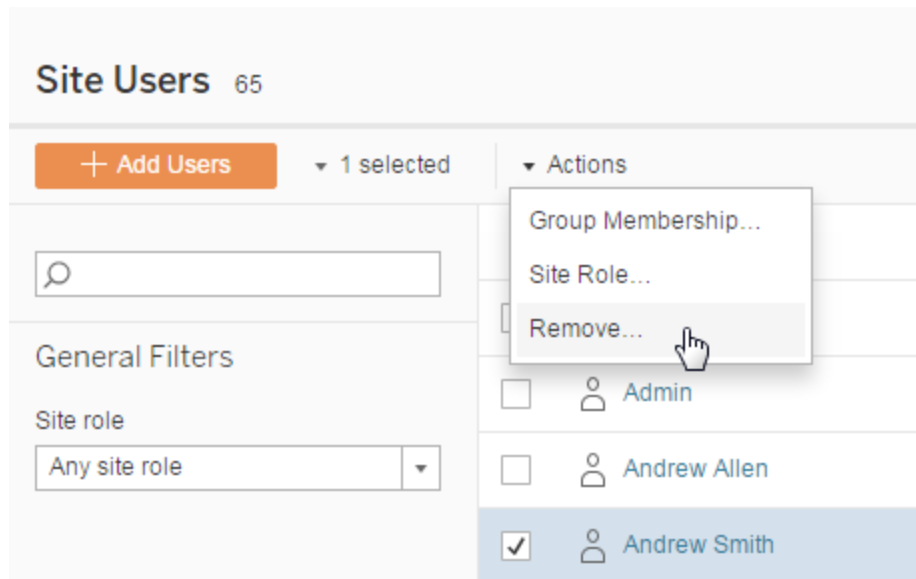 Site Users 65
+ Add Users
1 selected
Actions
Group Membership...
Site Role...
Remove...
General Filters
Site role
Any site role
Admin
Andrew Allen
Andrew Smith